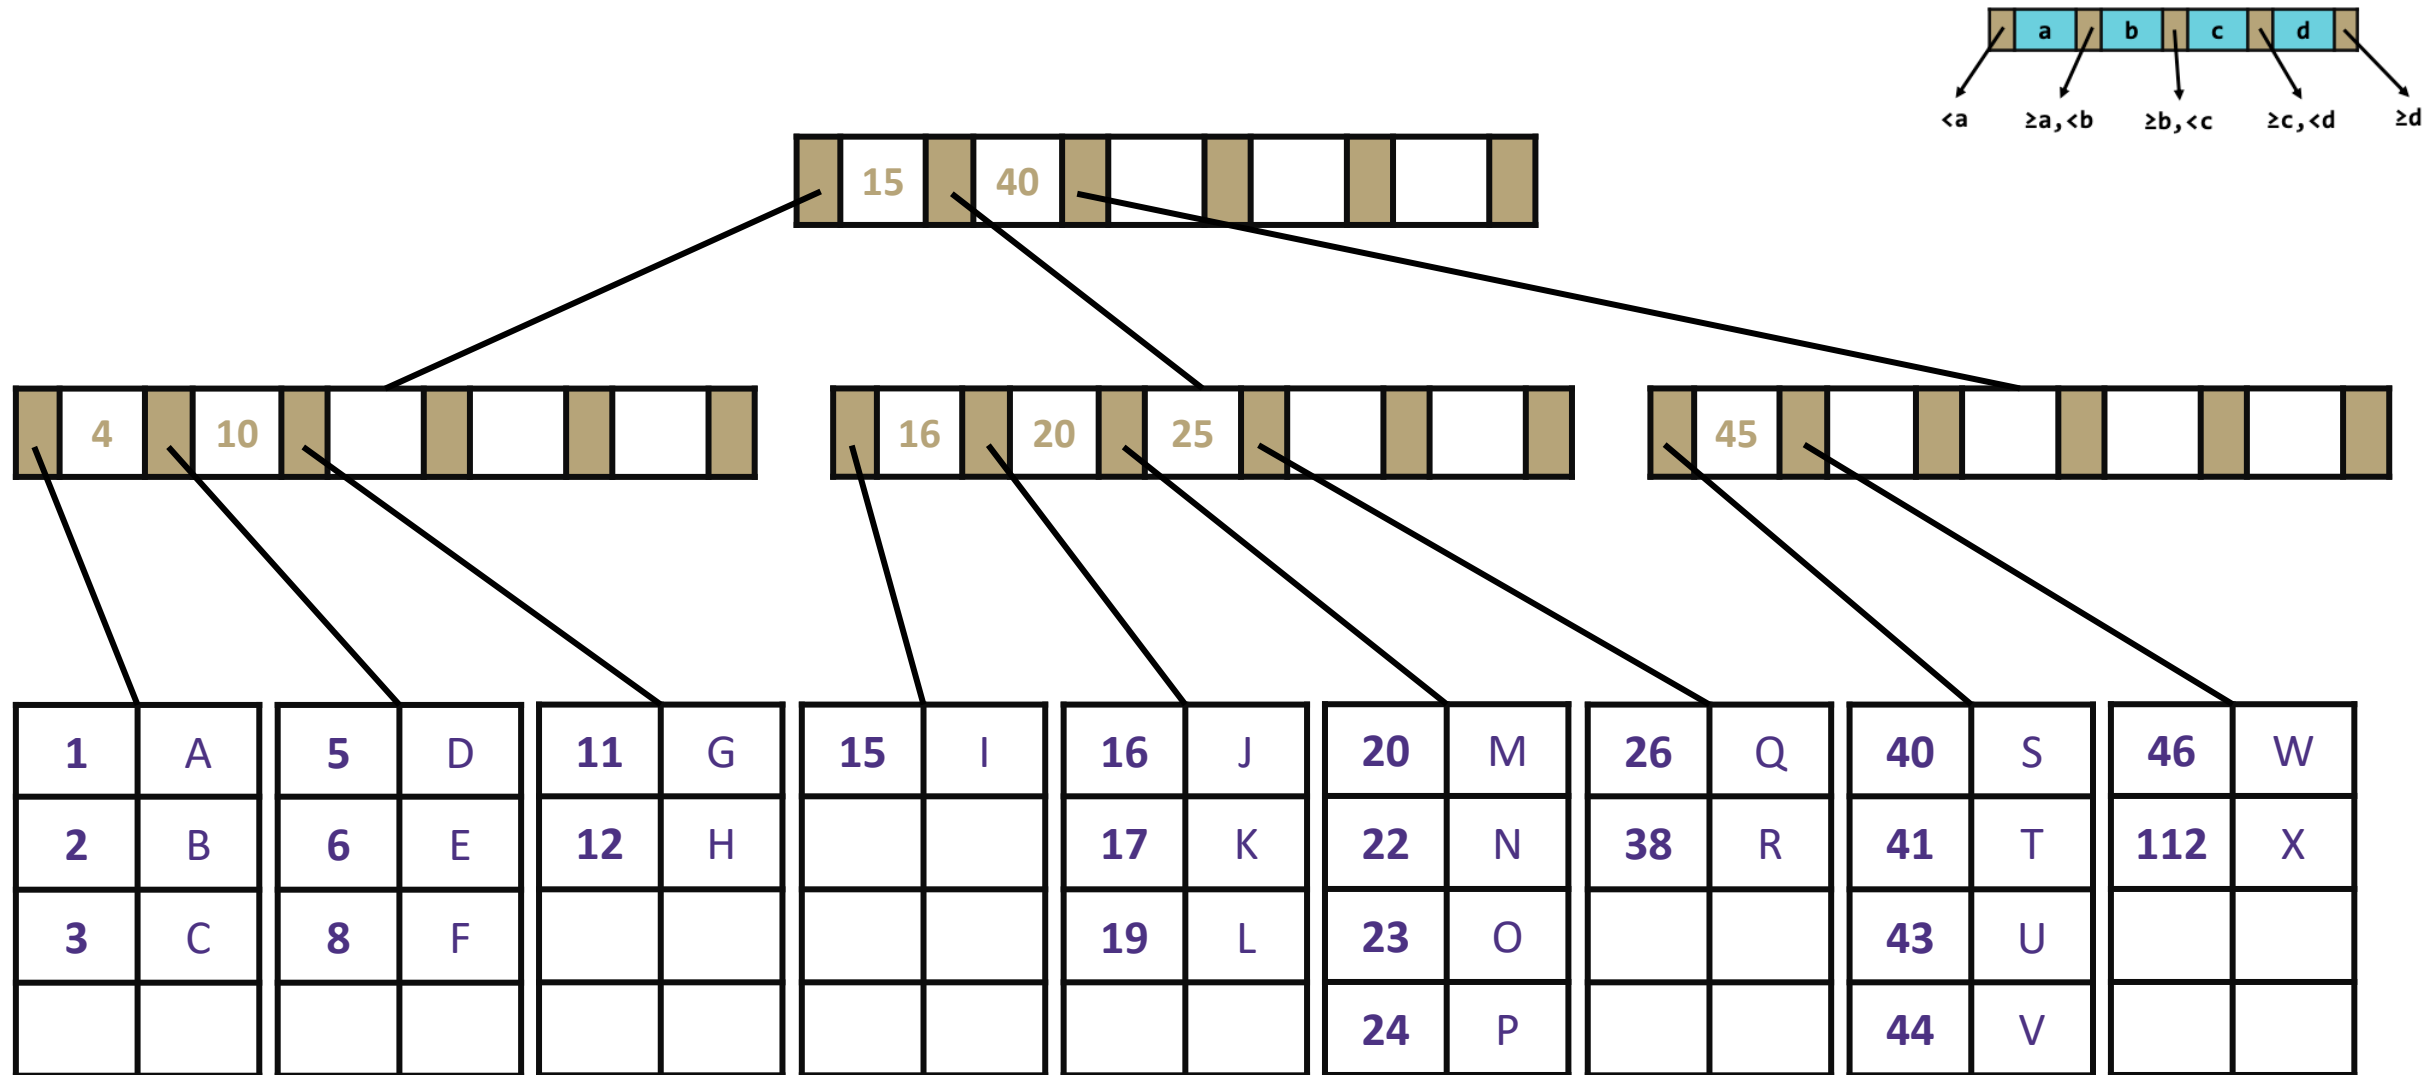 a b c d
<a ≥a,<b ≥b,<c ≥c,<d ≥d
15 40
4 10 16 20 25 45
1 A 5 D 11 G 15 I 16 J 20 M 26 Q 40 S 46 W
2 B 6 E 12 H 17 K 22 N 38 R 41 T 112 X
3 C 8 F 19 L 23 O 43 U
24 P 44 V